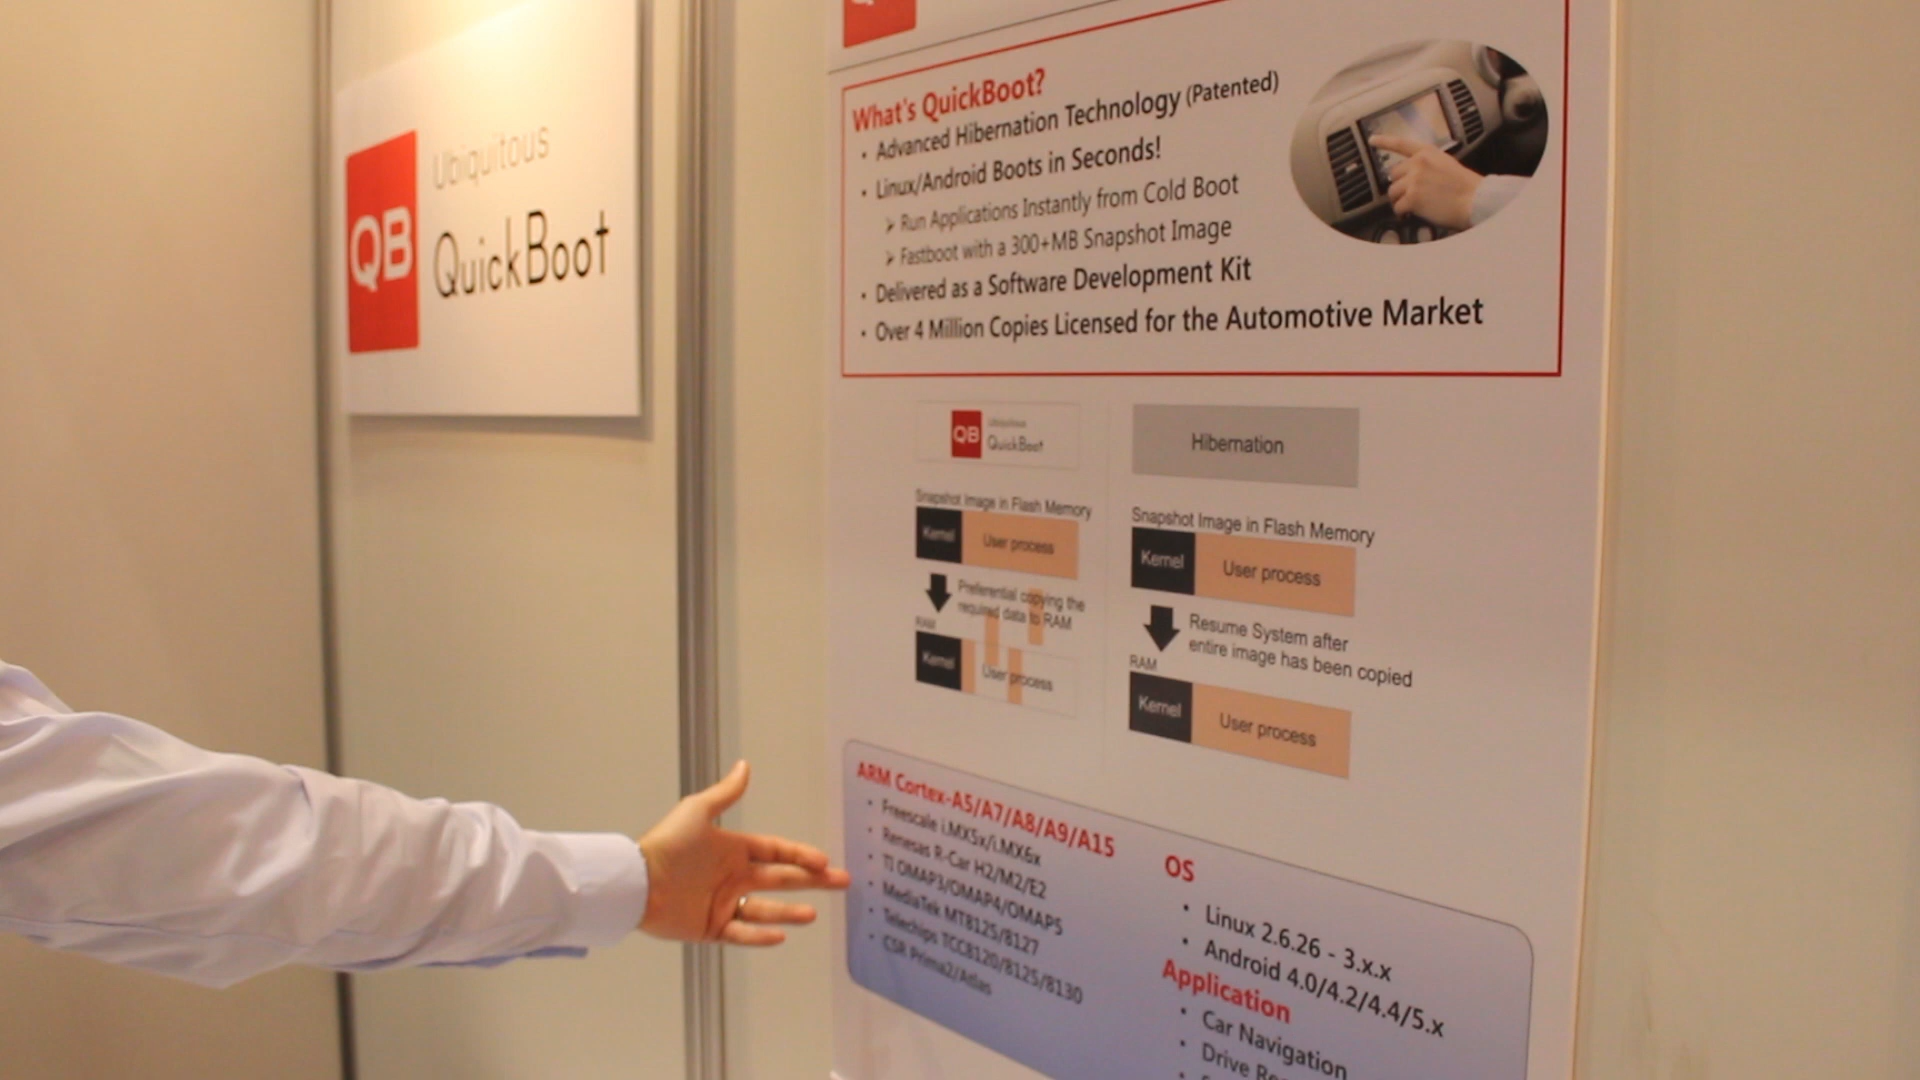 QB
Ubiquitous
QuickBoot
What's QuickBoot?
• Advanced Hibernation Technology (Patented)
• Linux/Android Boots in Seconds!
➢ Run Applications Instantly from Cold Boot
➢ Fastboot with a 300+MB Snapshot Image
• Delivered as a Software Development Kit
• Over 4 Million Copies Licensed for the Automotive Market
QB
Ubiquitous
QuickBoot
Snapshot Image in Flash Memory
Kernel
User process
Preferential copying the
required data to RAM
RAM
Kernel
User process
Hibernation
Snapshot Image in Flash Memory
Kernel
User process
Resume System after
entire image has been copied
RAM
Kernel
User process
ARM Cortex-A5/A7/A8/A9/A15
• Freescale i.MX5x/i.MX6x
• Renesas R-Car H2/M2/E2
• TI OMAP3/OMAP4/OMAP5
• MediaTek MT8125/8127
• Telechips TCC8120/8125/8130
• CSR Prima2/Atlas
OS
• Linux 2.6.26 - 3.x.x
• Android 4.0/4.2/4.4/5.x
Application
• Car Navigation
• Drive